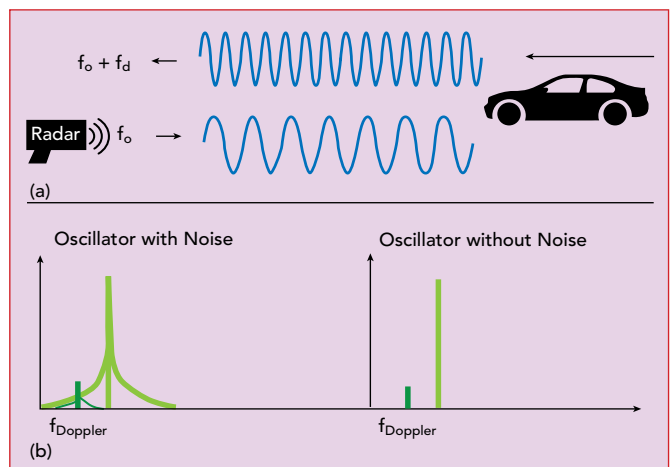 fo + fd
Radar fo
(a)
Oscillator with Noise
Oscillator without Noise
fDoppler
fDoppler
(b)